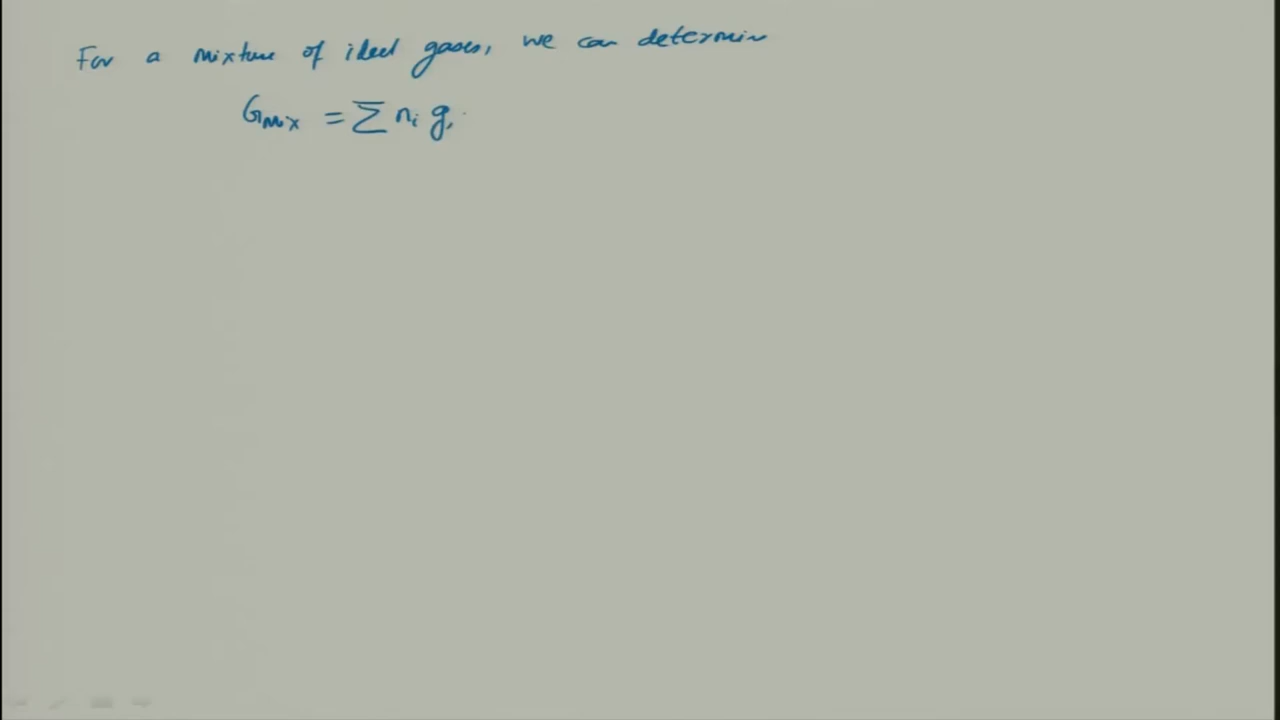 For a mixture of ideal gases, we can determin
G_mix = Σ n_i g_i